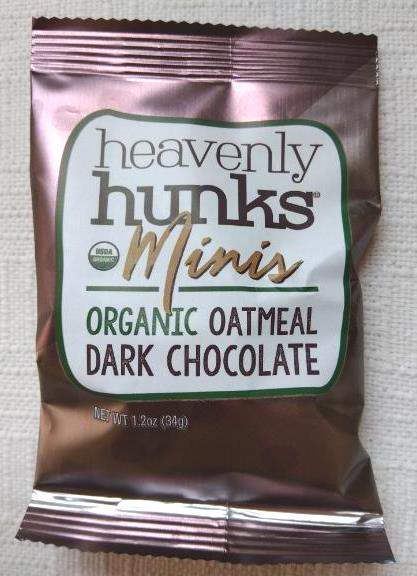 heavenly
hunks
USDA
ORGANIC
Minis
ORGANIC OATMEAL
DARK CHOCOLATE
NET WT 1.2oz (34g)